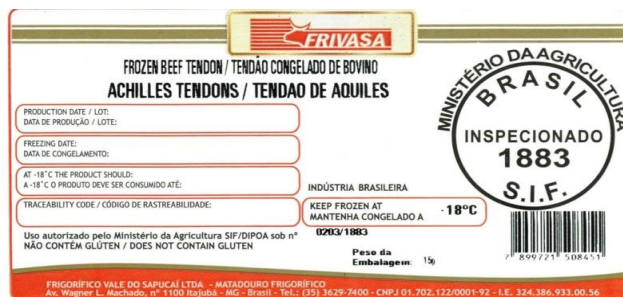 FRIVASA
FROZEN BEEF TENDON / TENDÃO CONGELADO DE BOVINO
ACHILLES TENDONS / TENDAO DE AQUILES
PRODUCTION DATE / LOT:
DATA DE PRODUÇÃO / LOTE:
FREEZING DATE:
DATA DE CONGELAMENTO:
AT -18˚C THE PRODUCT SHOULD:
A -18˚C O PRODUTO DEVE SER CONSUMIDO ATÉ:
TRACEABILITY CODE / CÓDIGO DE RASTREABILIDADE:
INDÚSTRIA BRASILEIRA
KEEP FROZEN AT
MANTENHA CONGELADO A
-18ºC
Uso autorizado pelo Ministério da Agricultura SIF/DIPOA sob nº
0203/1883
NÃO CONTÉM GLÚTEN / DOES NOT CONTAIN GLUTEN
Peso da
Embalagem: 15g
MINISTÉRIO DA AGRICULTURA
BRASIL
INSPECIONADO
1883
S.I.F.
7 899721 508451
FRIGORÍFICO VALE DO SAPUCAÍ LTDA - MATADOURO FRIGORÍFICO
Av. Wagner L. Machado, nº 1100 Itajubá - MG - Brasil - Tel.: (35) 3629-7400 - CNPJ 01.702.122/0001-92 - I.E. 324.386.933.00.56